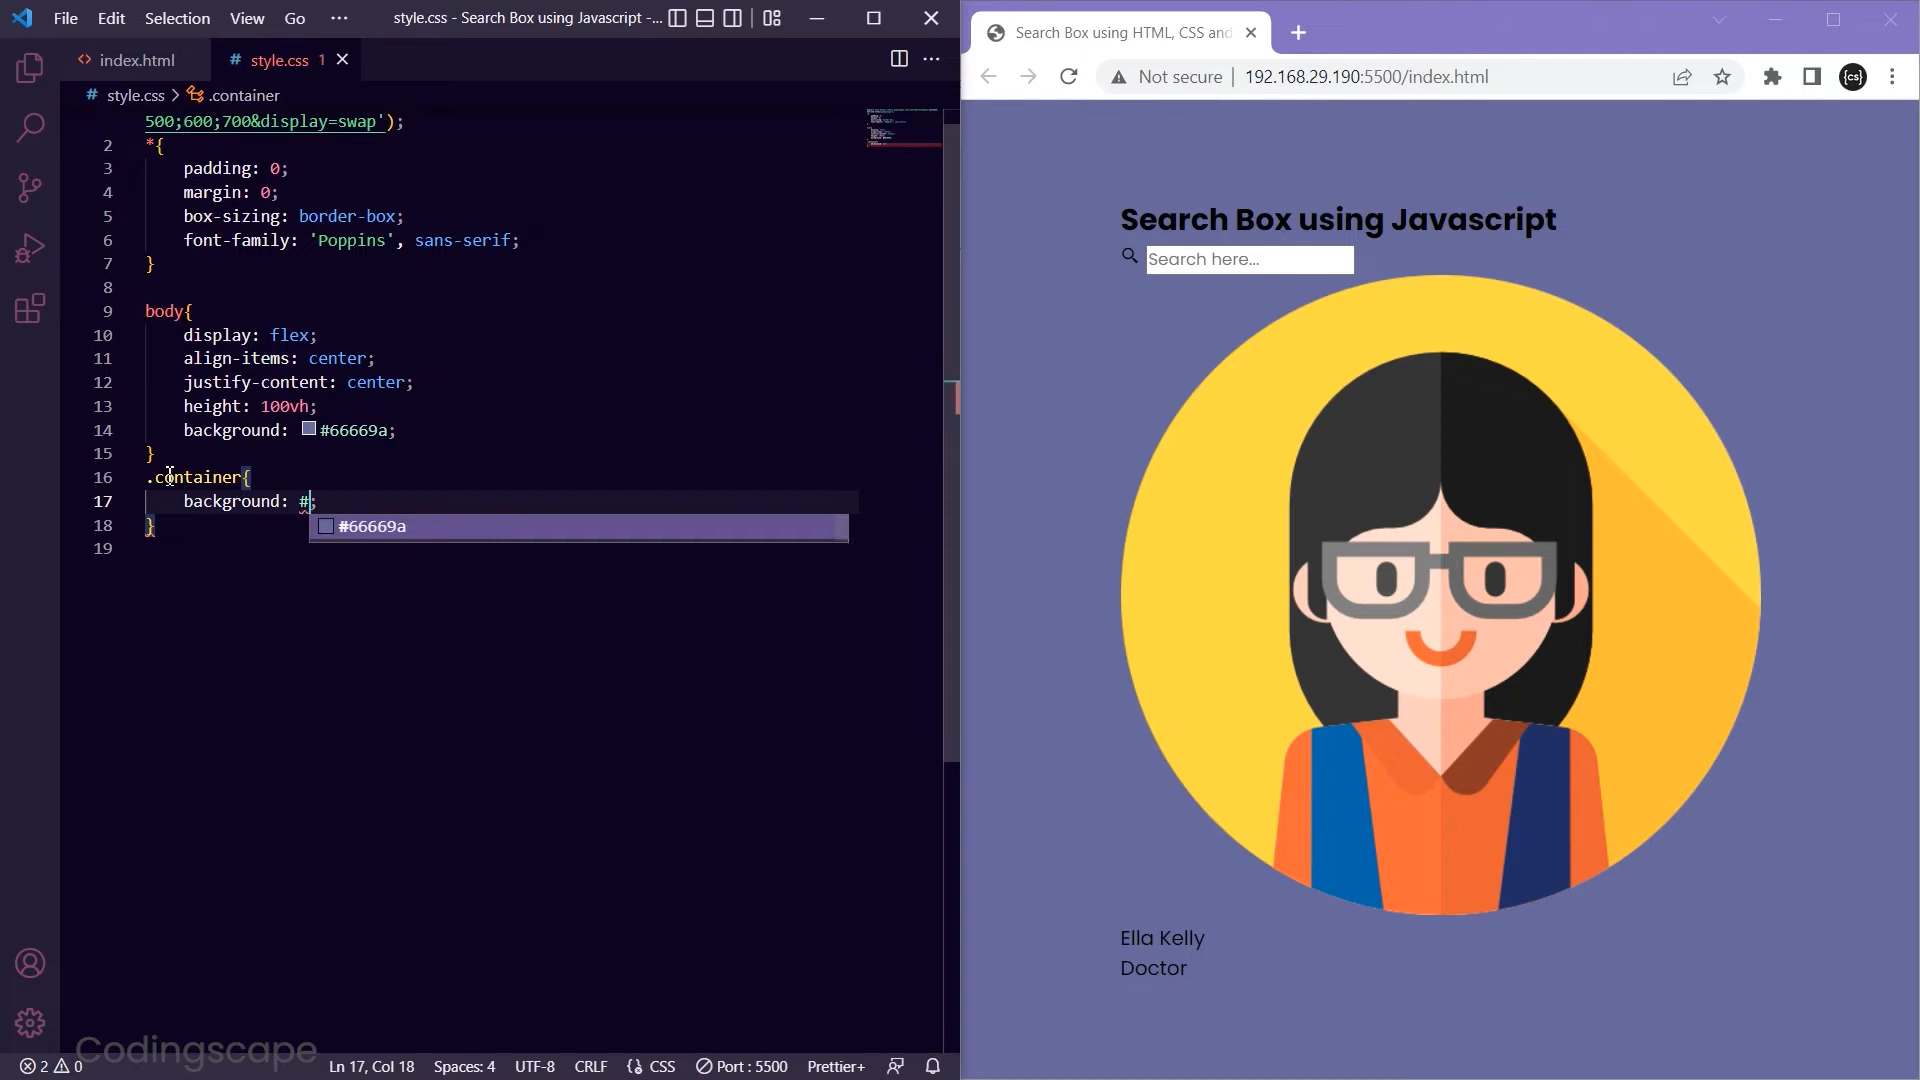 File Edit Selection View Go ··· style.css - Search Box using Javascript -...
index.html # style.css 1
# style.css > .container
500;600;700&display=swap');
2 *{
3 padding: 0;
4 margin: 0;
5 box-sizing: border-box;
6 font-family: 'Poppins', sans-serif;
7 }
8
9 body{
10 display: flex;
11 align-items: center;
12 justify-content: center;
13 height: 100vh;
14 background: #66669a;
15 }
16 .container{
17 background: #;
#66669a
18 }
19
Codingscape
2 0 Ln 17, Col 18 Spaces: 4 UTF-8 CRLF {} CSS Port : 5500 Prettier+
Search Box using HTML, CSS and
Not secure | 192.168.29.190:5500/index.html {cs}
Search Box using Javascript
Search here...
Ella Kelly
Doctor